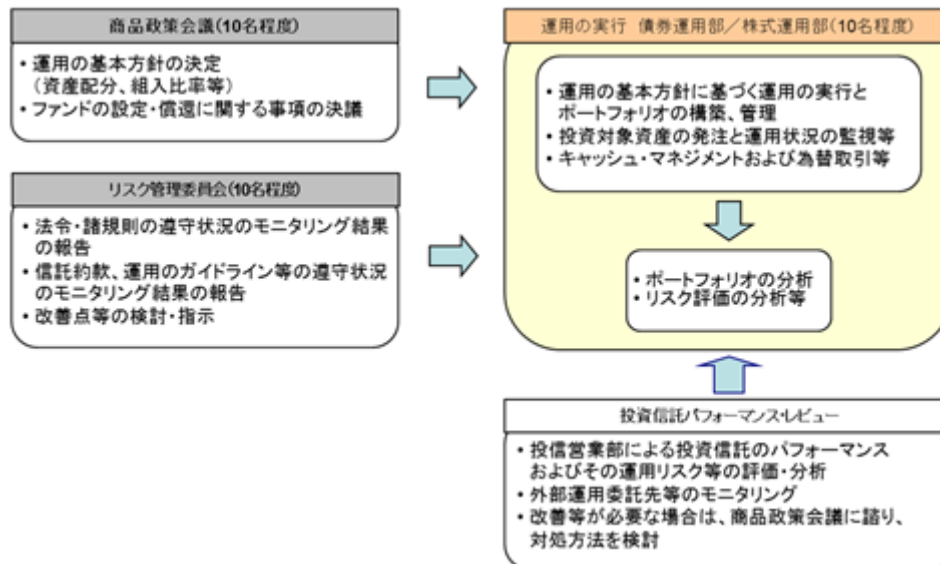 商品政策会議(10名程度)
・運用の基本方針の決定
(資産配分、組入比率等)
・ファンドの設定・償還に関する事項の決議
リスク管理委員会(10名程度)
・法令・諸規則の遵守状況のモニタリング結果
の報告
・信託約款、運用のガイドライン等の遵守状況
のモニタリング結果の報告
・改善点等の検討・指示
運用の実行 債券運用部/株式運用部(10名程度)
・運用の基本方針に基づく運用の実行と
ポートフォリオの構築、管理
・投資対象資産の発注と運用状況の監視等
・キャッシュ・マネジメントおよび為替取引等
・ポートフォリオの分析
・リスク評価の分析等
投資信託パフォーマンス・レビュー
・投信営業部による投資信託のパフォーマンス
およびその運用リスク等の評価・分析
・外部運用委託先等のモニタリング
・改善等が必要な場合は、商品政策会議に諮り、
対処方法を検討